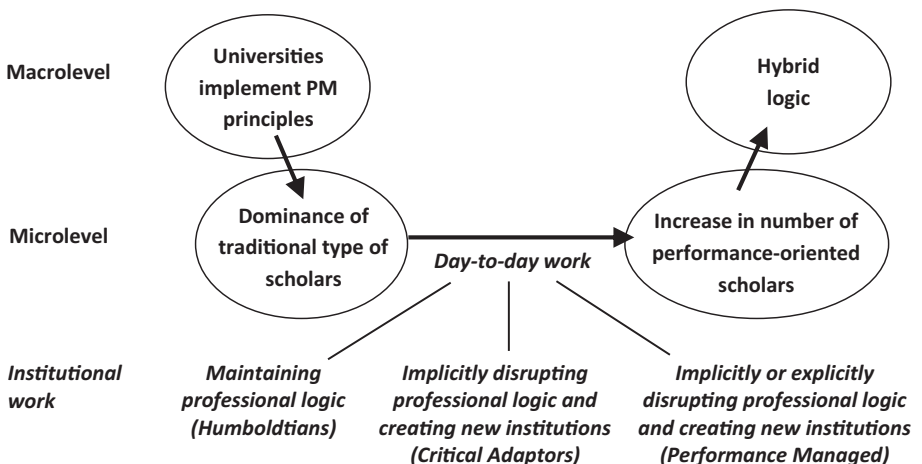 Macrolevel
Universities
implement PM
principles
Hybrid
logic
Microlevel
Dominance of
traditional type of
scholars
Day-to-day work
Increase in number of
performance-oriented
scholars
Institutional
work
Maintaining
professional logic
(Humboldtians)
Implicitly disrupting
professional logic and
creating new institutions
(Critical Adaptors)
Implicitly or explicitly
disrupting professional logic
and creating new institutions
(Performance Managed)